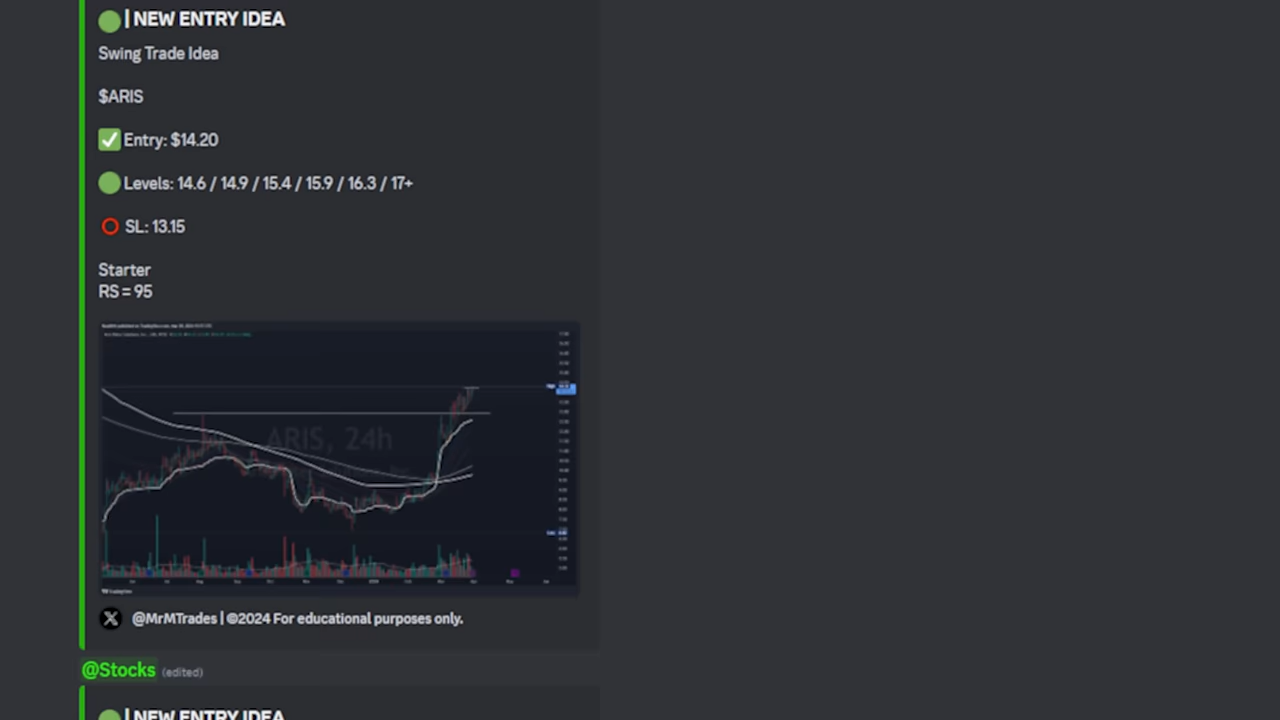 | NEW ENTRY IDEA
Swing Trade Idea
$ARIS
Entry: $14.20
Levels: 14.6 / 14.9 / 15.4 / 15.9 / 16.3 / 17+
SL: 13.15
Starter
RS = 95
ARIS, 24h
@MrMTrades | ©2024 For educational purposes only.
@Stocks (edited)
| NEW ENTRY IDEA